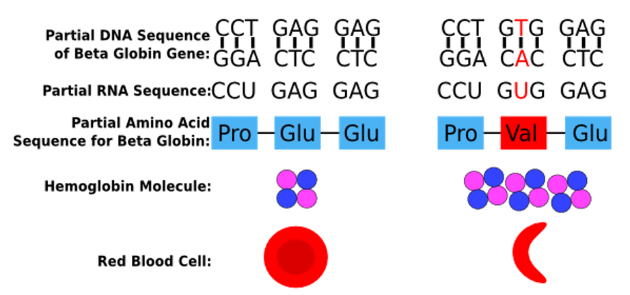 Partial DNA Sequence of Beta Globin Gene: CCT GAG GAG CCT GTG GAG
GGA CTC CTC GGA CAC CTC
Partial RNA Sequence: CCU GAG GAG CCU GUG GAG
Partial Amino Acid
Sequence for Beta Globin: Pro Glu Glu Pro Val Glu
Hemoglobin Molecule:
Red Blood Cell: